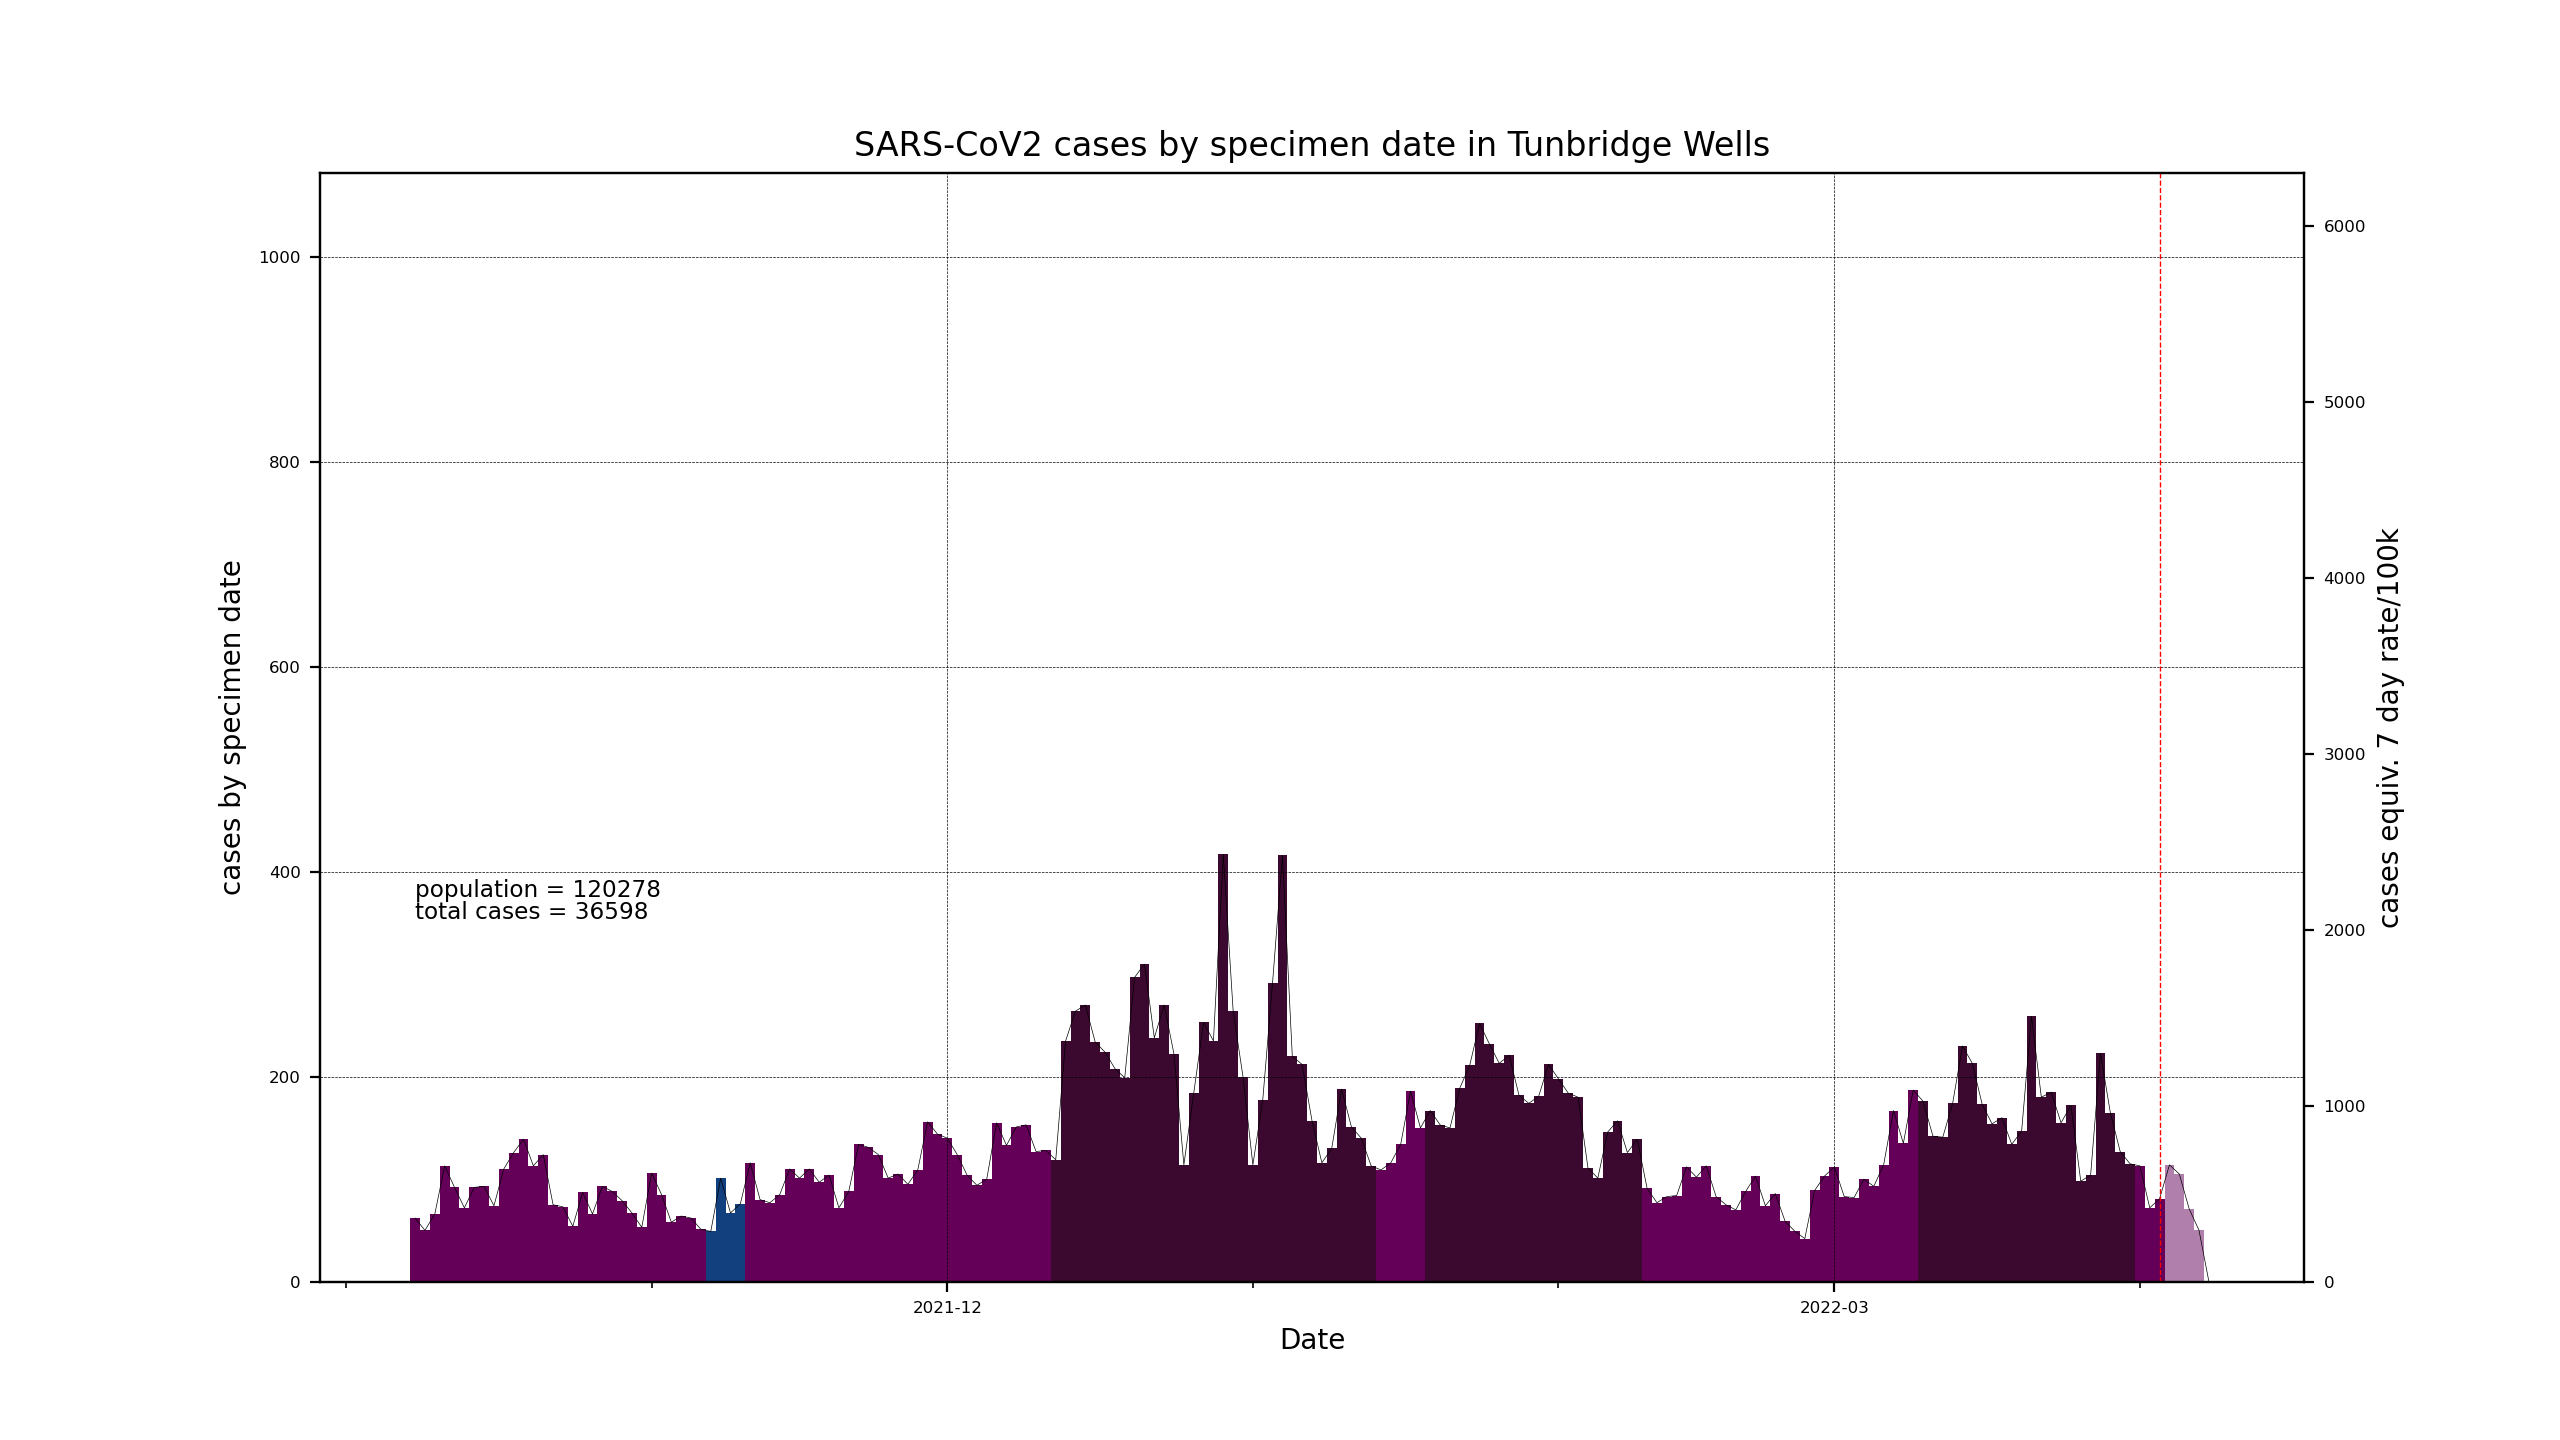 SARS-CoV2 cases by specimen date in Tunbridge Wells
cases by specimen date
1000
800
600
400
200
0
population = 120278
total cases = 36598
6000
5000
4000
3000
2000
1000
0
cases equiv. 7 day rate/100k
2021-12
2022-03
Date